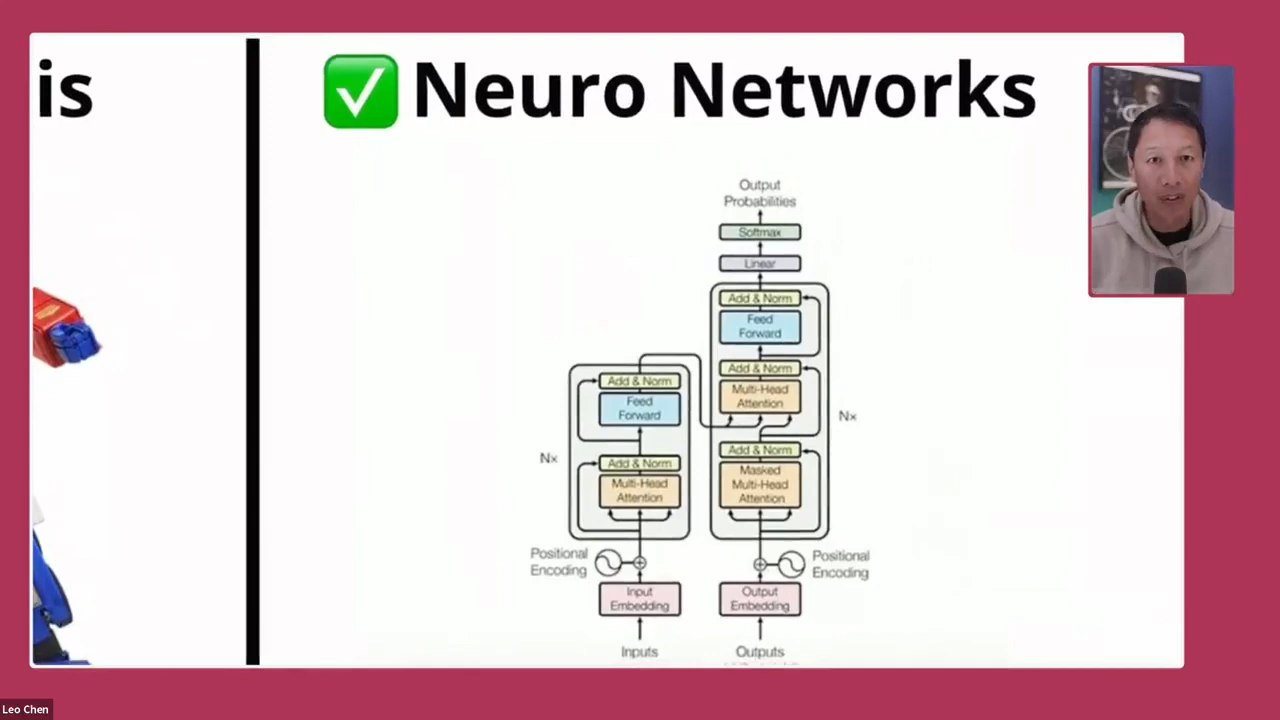 is
✅ Neuro Networks
Output
Probabilities
Softmax
Linear
Add & Norm
Feed
Forward
Add & Norm
Multi-Head
Attention
Nx
Add & Norm
Masked
Multi-Head
Attention
Add & Norm
Feed
Forward
Nx
Add & Norm
Multi-Head
Attention
Positional
Encoding
Positional
Encoding
Input
Embedding
Output
Embedding
Inputs
Outputs
Leo Chen